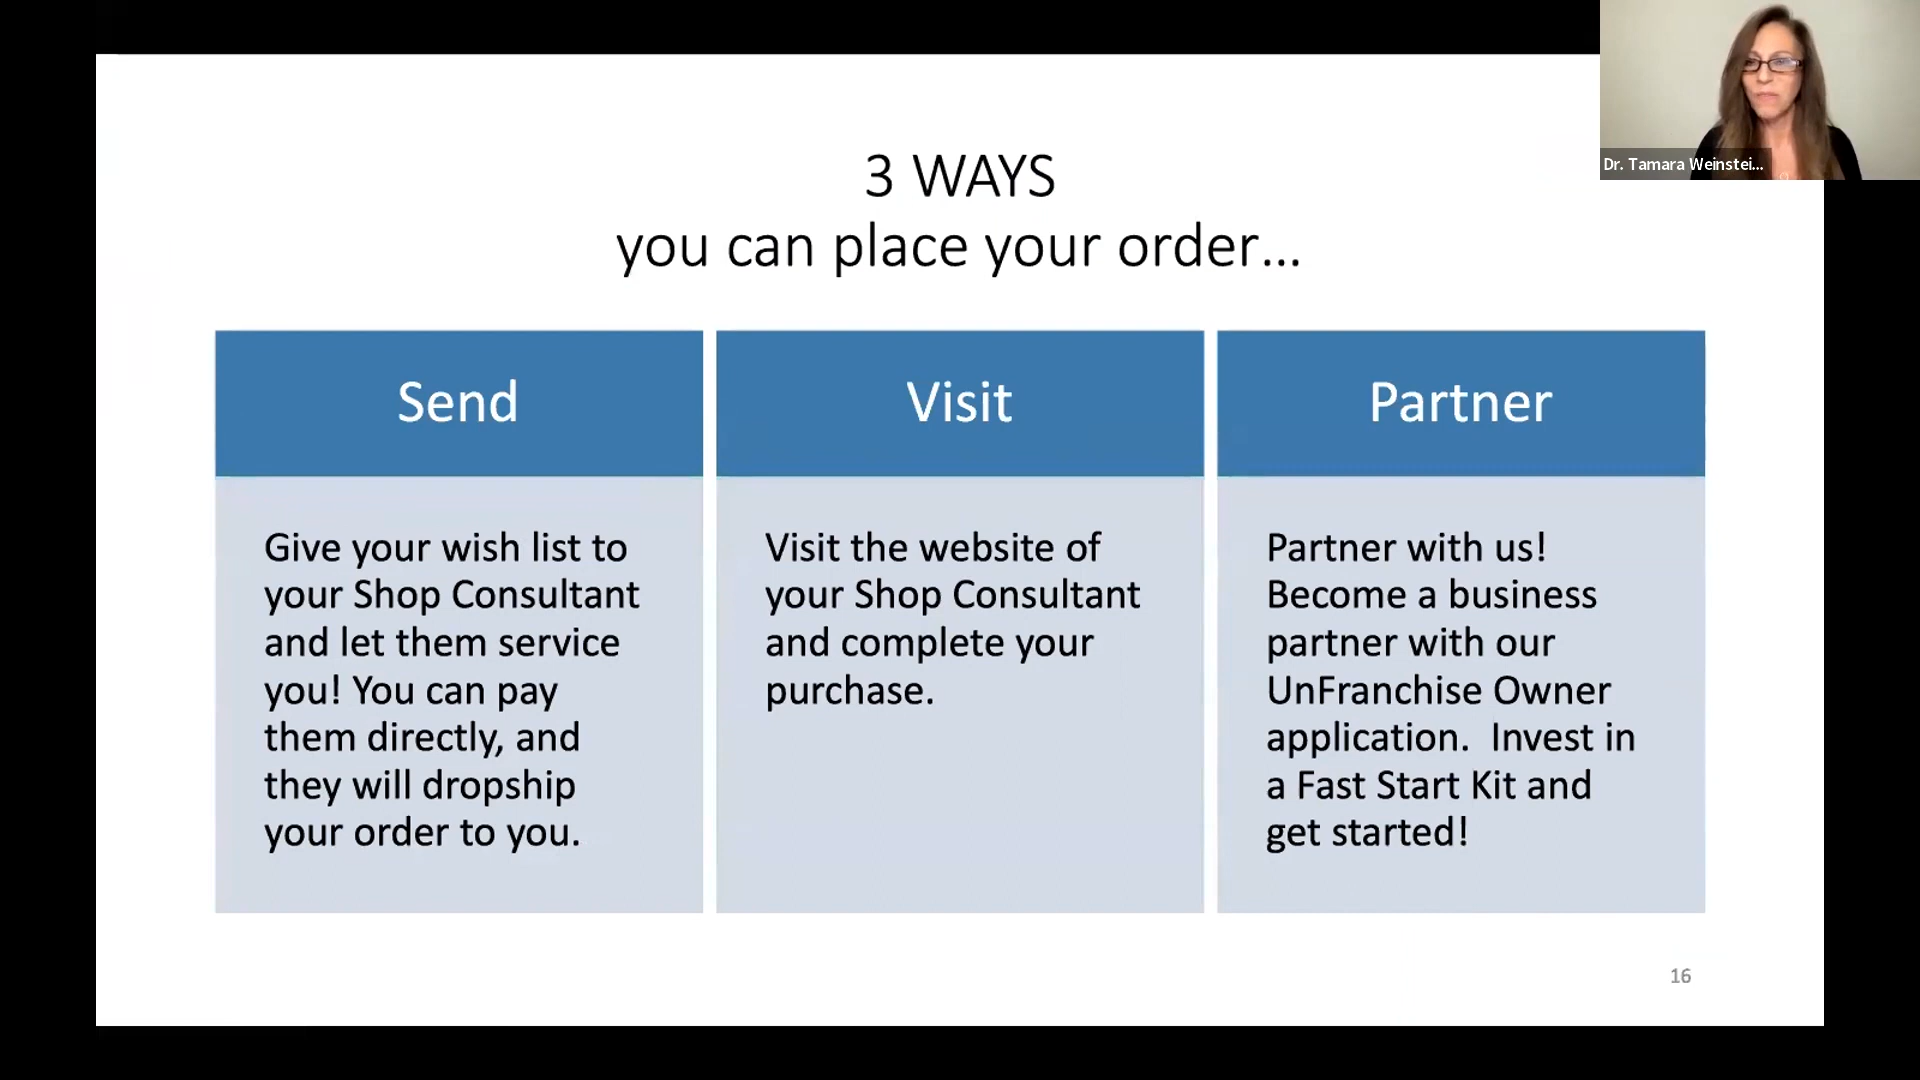 3 WAYS
you can place your order...
Dr. Tamara Weinstei...
Send
Give your wish list to
your Shop Consultant
and let them service
you! You can pay
them directly, and
they will dropship
your order to you.
Visit
Visit the website of
your Shop Consultant
and complete your
purchase.
Partner
Partner with us!
Become a business
partner with our
UnFranchise Owner
application.  Invest in
a Fast Start Kit and
get started!
16